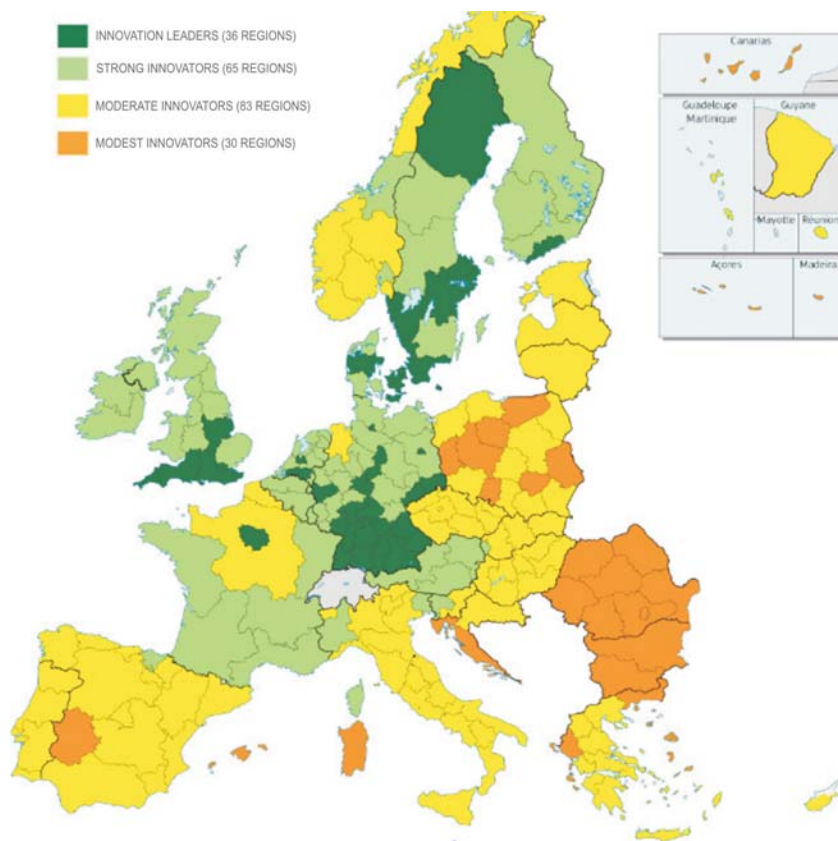 INNOVATION LEADERS (36 REGIONS)
STRONG INNOVATORS (65 REGIONS)
MODERATE INNOVATORS (83 REGIONS)
MODEST INNOVATORS (30 REGIONS)
Canarias
Guadeloupe
Martinique
Guyane
Mayotte
Réunion
Açores
Madeira